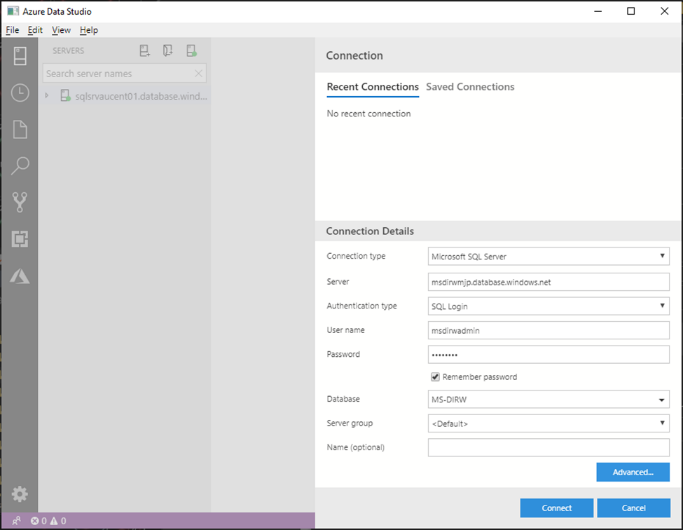 Azure Data Studio
File Edit View Help
SERVERS
Search server names
sqlsrvaucent01.database.wind...
Connection
Recent Connections Saved Connections
No recent connection
Connection Details
Connection type Microsoft SQL Server
Server msdirwmjp.database.windows.net
Authentication type SQL Login
User name msdirwadmin
Password ••••••••
Remember password
Database MS-DIRW
Server group <Default>
Name (optional)
Advanced...
Connect Cancel
0 0